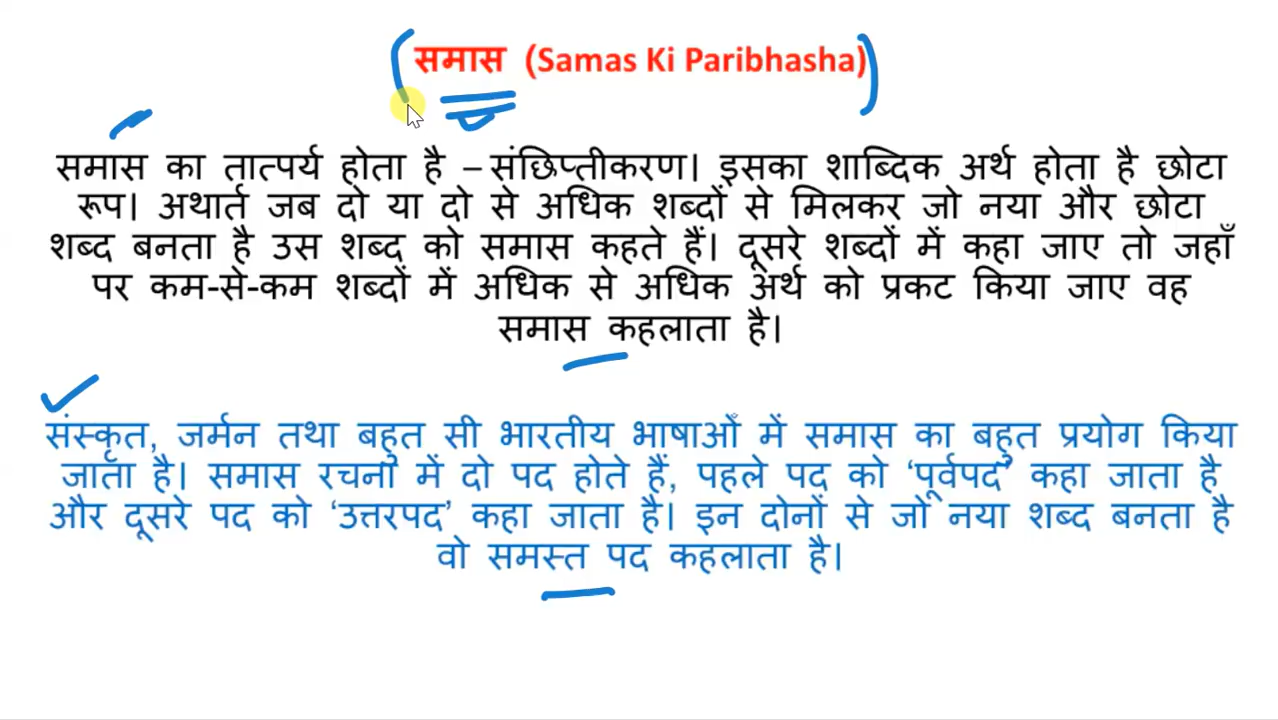 समास (Samas Ki Paribhasha)
समास का तात्पर्य होता है – संछिप्तीकरण। इसका शाब्दिक अर्थ होता है छोटा
रूप। अथार्त जब दो या दो से अधिक शब्दों से मिलकर जो नया और छोटा
शब्द बनता है उस शब्द को समास कहते हैं। दूसरे शब्दों में कहा जाए तो जहाँ
पर कम-से-कम शब्दों में अधिक से अधिक अर्थ को प्रकट किया जाए वह
समास कहलाता है।
संस्कृत, जर्मन तथा बहुत सी भारतीय भाषाओँ में समास का बहुत प्रयोग किया
जाता है। समास रचना में दो पद होते हैं, पहले पद को ‘पूर्वपद’ कहा जाता है
और दूसरे पद को ‘उत्तरपद’ कहा जाता है। इन दोनों से जो नया शब्द बनता है
वो समस्त पद कहलाता है।